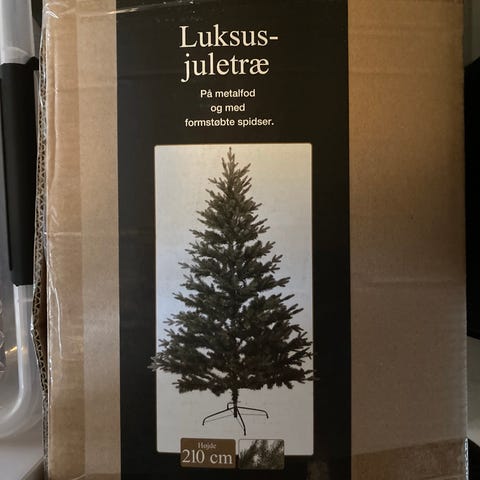 Luksus-
juletræ
På metalfod
og med
formstøbte spidser.
Højde
210 cm